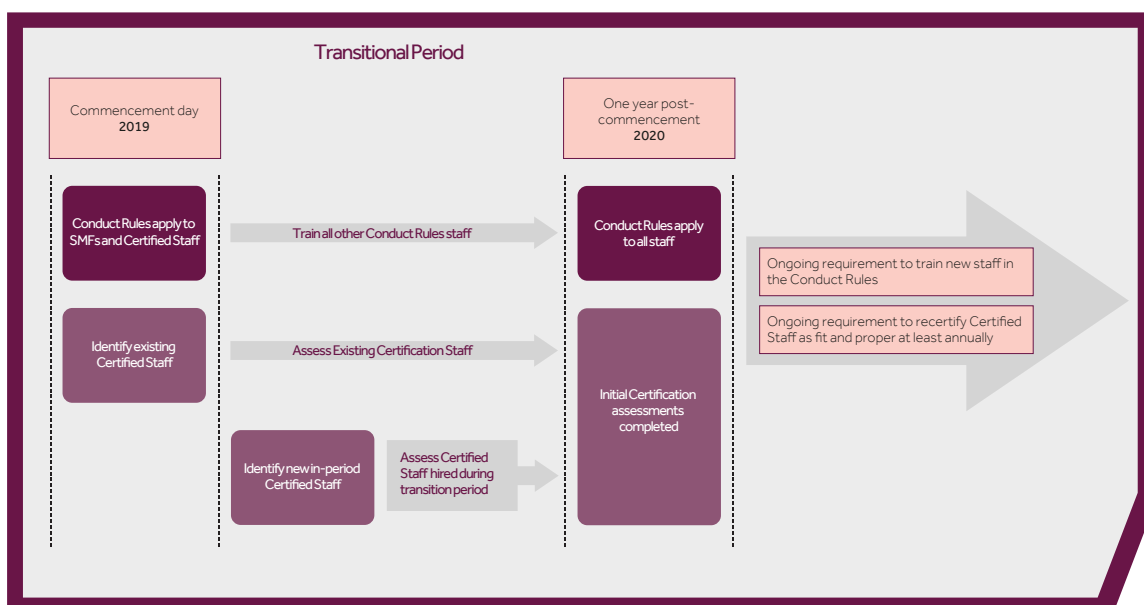 Transitional Period
Commencement day
2019
One year post-
commencement
2020
Conduct Rules apply to
SMFs and Certified Staff
Train all other Conduct Rules staff
Conduct Rules apply
to all staff
Ongoing requirement to train new staff in
the Conduct Rules
Ongoing requirement to recertify Certified
Staff as fit and proper at least annually
Identify existing
Certified Staff
Assess Existing Certification Staff
Initial Certification
assessments
completed
Identify new in-period
Certified Staff
Assess Certified
Staff hired during
transition period